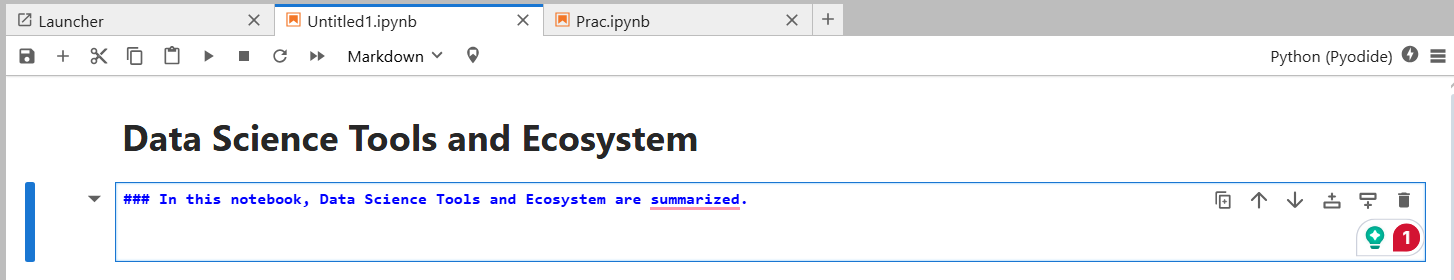 Launcher
Untitled1.ipynb
Prac.ipynb
Markdown
Python (Pyodide)
Data Science Tools and Ecosystem
### In this notebook, Data Science Tools and Ecosystem are summarized.
1